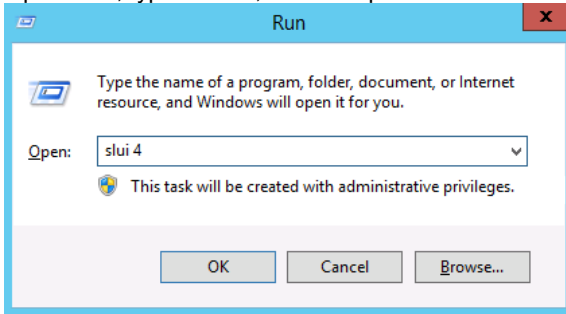 Run
x
Type the name of a program, folder, document, or Internet
resource, and Windows will open it for you.
Open:
slui 4
This task will be created with administrative privileges.
OK
Cancel
Browse...